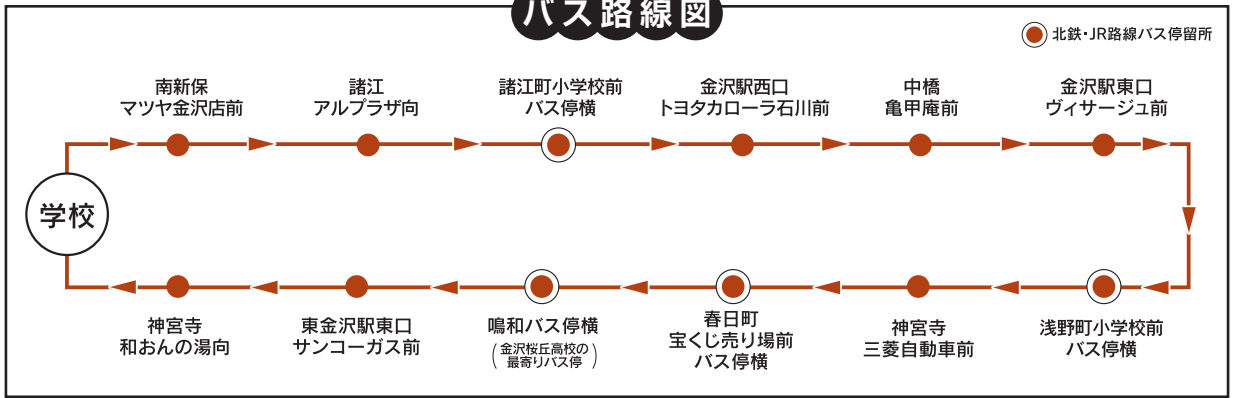 バス路線図
北鉄・JR路線バス停留所
南新保
マツヤ金沢店前
諸江
アルプラザ向
諸江町小学校前
バス停横
金沢駅西口
トヨタカローラ石川前
中橋
亀甲庵前
金沢駅東口
ヴィサージュ前
学校
神宮寺
和おんの湯向
東金沢駅東口
サンコーガス前
鳴和バス停横
(金沢桜丘高校の
最寄りバス停)
春日町
宝くじ売り場前
バス停横
神宮寺
三菱自動車前
浅野町小学校前
バス停横